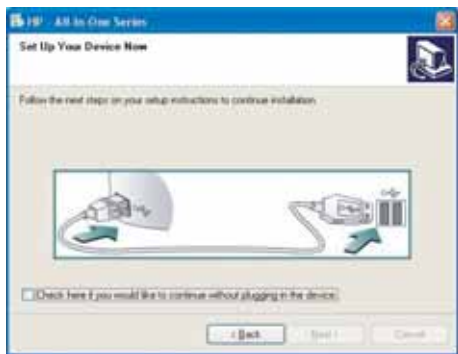 HP - All-In-One Series
Set Up Your Device Now
Follow the next steps on your setup instructions to continue installation.
Check here if you would like to continue without plugging in the device.
< Back
Next >
Cancel